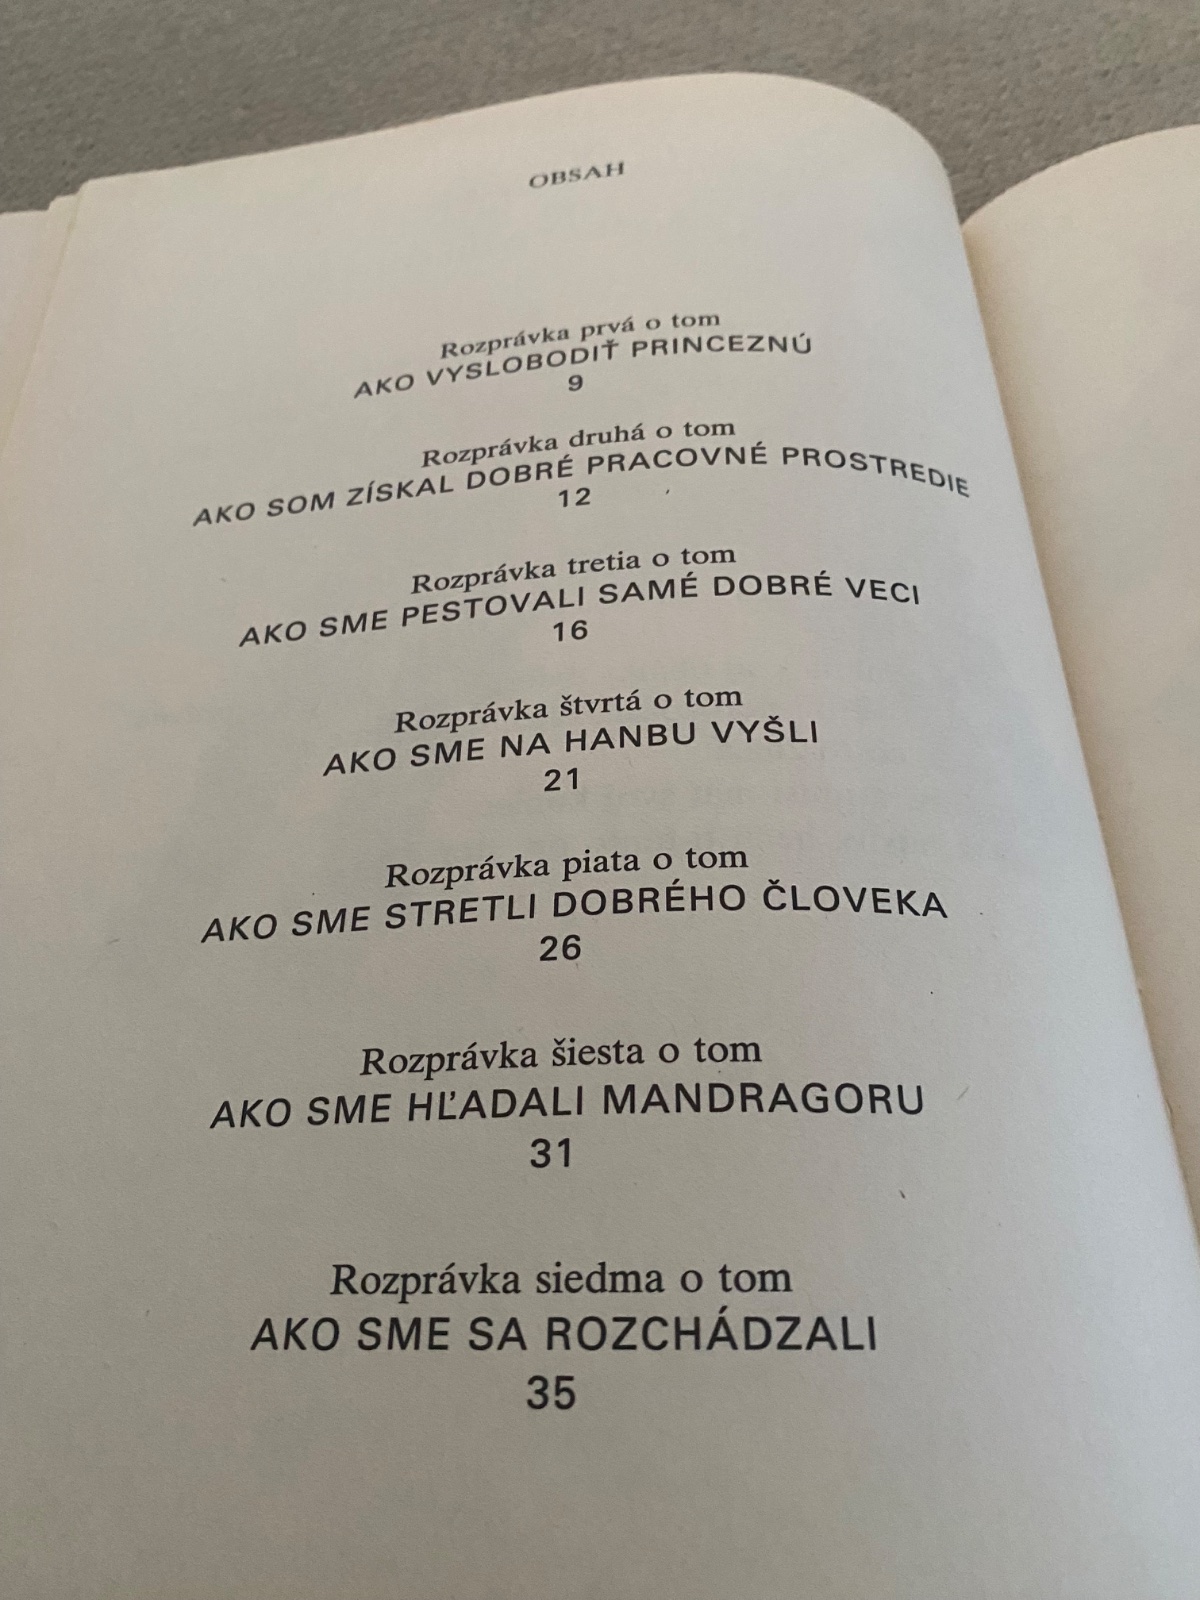 OBSAH
Rozprávka prvá o tom
AKO VYSLOBODIŤ PRINCEZNÚ
9
Rozprávka druhá o tom
AKO SOM ZÍSKAL DOBRÉ PRACOVNÉ PROSTREDIE
12
Rozprávka tretia o tom
AKO SME PESTOVALI SAMÉ DOBRÉ VECI
16
Rozprávka štvrtá o tom
AKO SME NA HANBU VYŠLI
21
Rozprávka piata o tom
AKO SME STRETLI DOBRÉHO ČLOVEKA
26
Rozprávka šiesta o tom
AKO SME HĽADALI MANDRAGORU
31
Rozprávka siedma o tom
AKO SME SA ROZCHÁDZALI
35